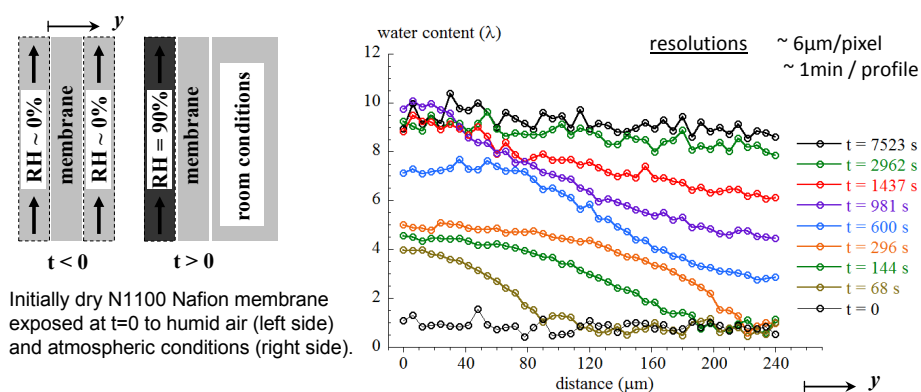 y
RH ~ 0%
membrane
RH ~ 0%
t < 0
RH = 90%
membrane
room conditions
t > 0
Initially dry N1100 Nafion membrane
exposed at t=0 to humid air (left side)
and atmospheric conditions (right side).
water content (λ)
resolutions ~ 6μm/pixel
~ 1min / profile
12
10
8
6
4
2
0
0 40 80 120 160 200 240
distance (μm)
y
t = 7523 s
t = 2962 s
t = 1437 s
t = 981 s
t = 600 s
t = 296 s
t = 144 s
t = 68 s
t = 0